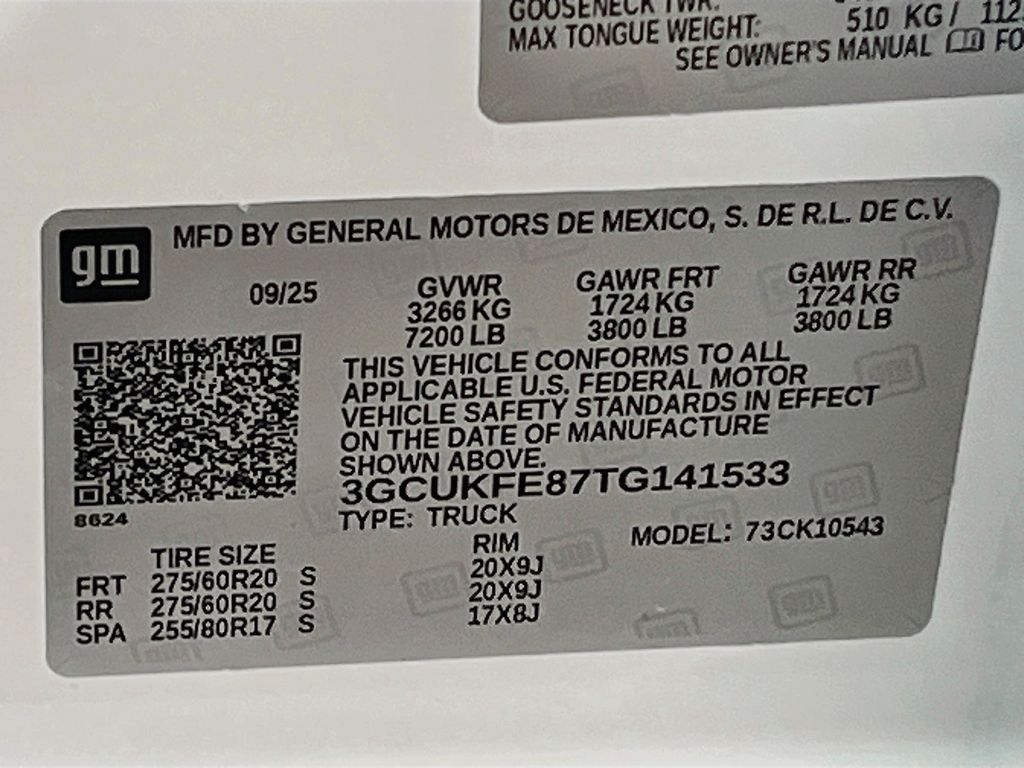 GOOSENECK TWR:
MAX TONGUE WEIGHT: 510 KG / 112
SEE OWNER'S MANUAL FO
gm
MFD BY GENERAL MOTORS DE MEXICO, S. DE R.L. DE C.V.
09/25 GVWR GAWR FRT GAWR RR
3266 KG 1724 KG 1724 KG
7200 LB 3800 LB 3800 LB
THIS VEHICLE CONFORMS TO ALL
APPLICABLE U.S. FEDERAL MOTOR
VEHICLE SAFETY STANDARDS IN EFFECT
ON THE DATE OF MANUFACTURE
SHOWN ABOVE.
3GCUKFE87TG141533
8624
TYPE: TRUCK MODEL: 73CK10543
TIRE SIZE RIM
FRT 275/60R20 S 20X9J
RR 275/60R20 S 20X9J
SPA 255/80R17 S 17X8J